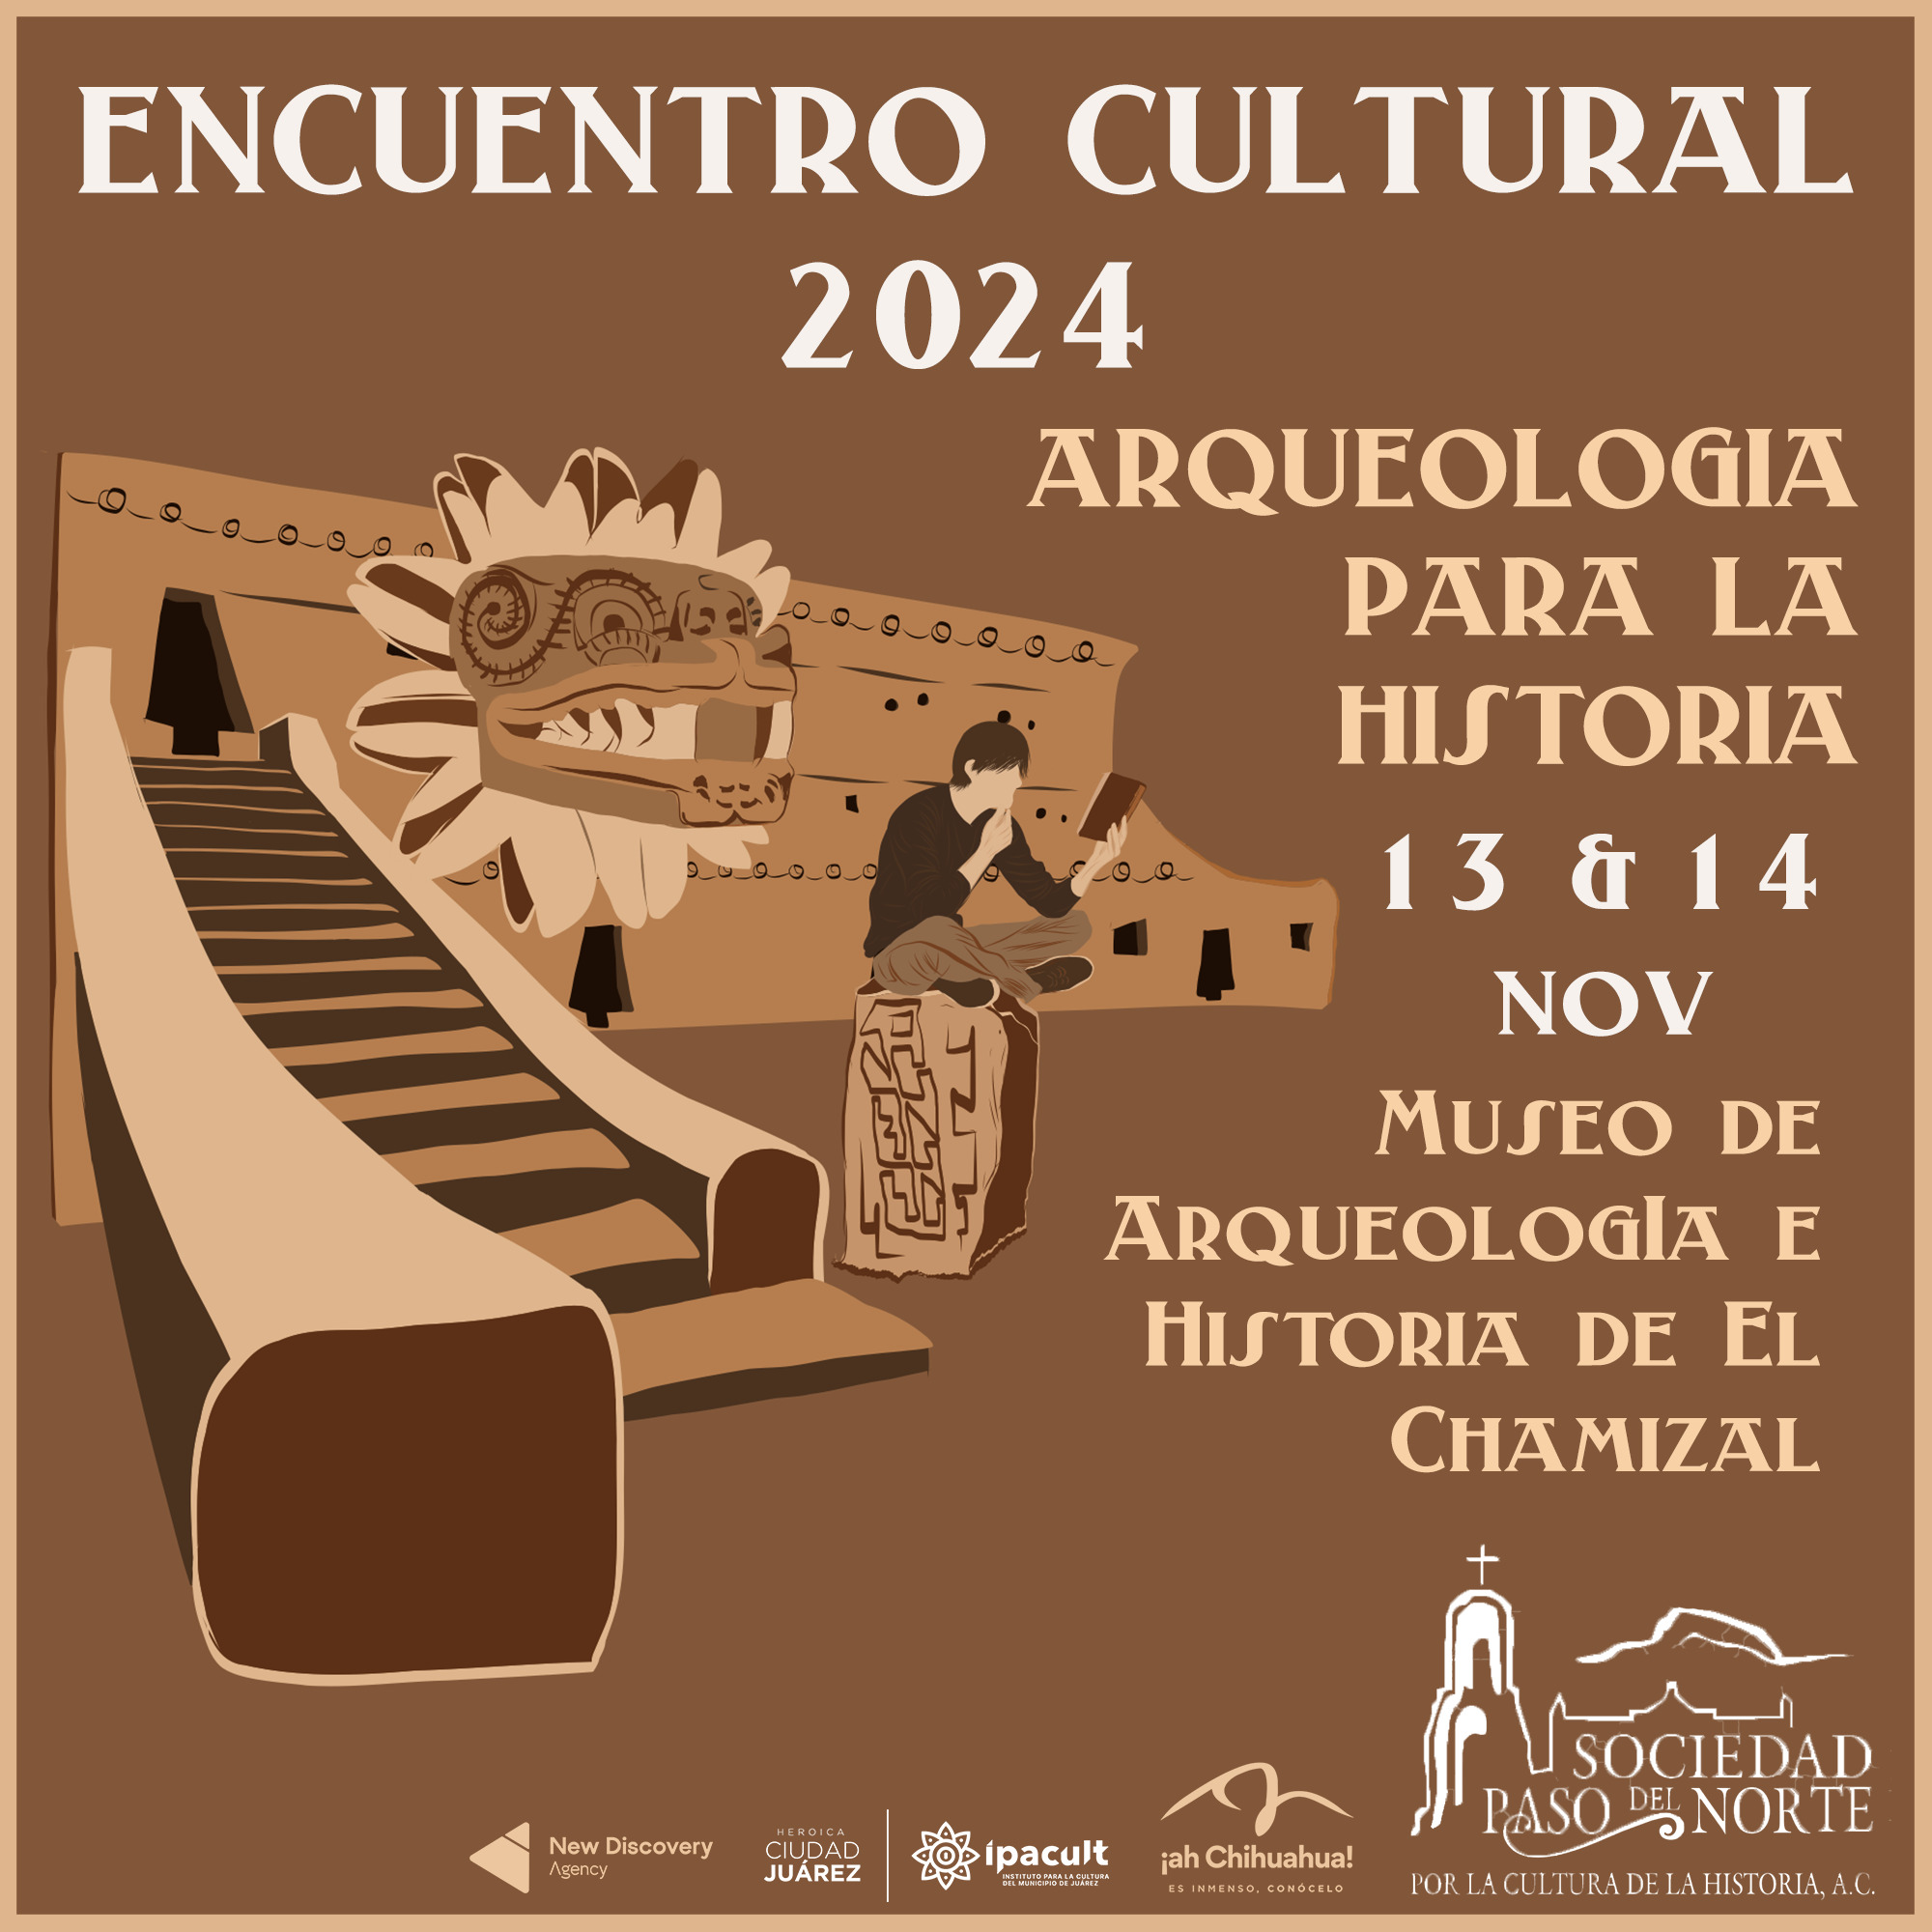 ENCUENTRO CULTURAL
2024
ARQUEOLOGIA
PARA LA
HISTORIA
13 & 14
NOV
MUSEO DE
ARQUEOLOGIA E
HISTORIA DE EL
CHAMIZAL
SOCIEDAD
PASO DEL NORTE
POR LA CULTURA DE LA HISTORIA, A.C.
New Discovery
Agency
HEROICA
CIUDAD
JUÁREZ
ípacult
INSTITUTO PARA LA CULTURA
DEL MUNICIPIO DE JUÁREZ
¡ah Chihuahua!
ES INMENSO, CONÓCELO